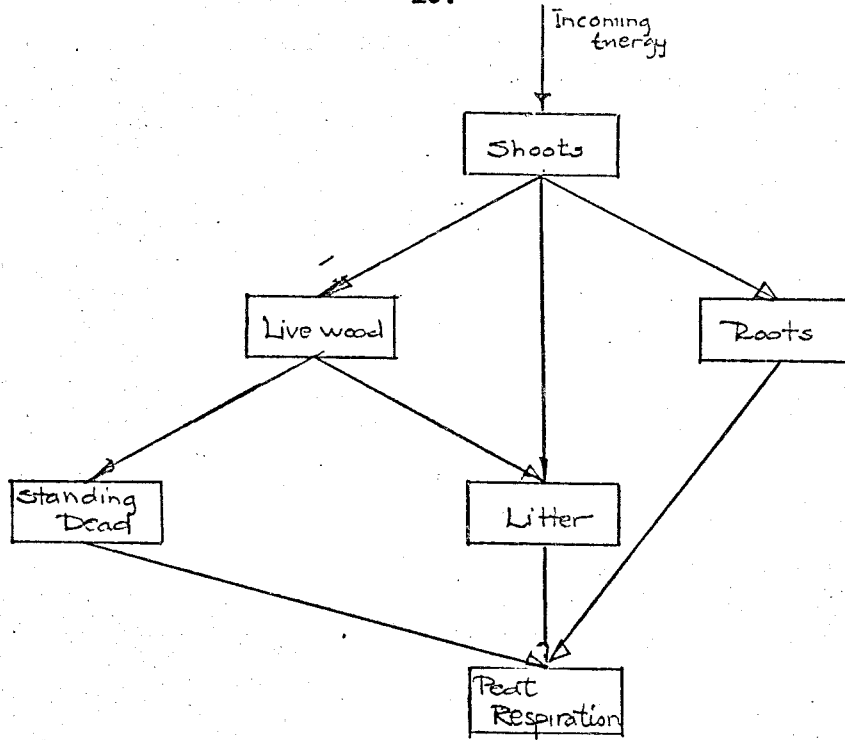 Incoming
Energy
Shoots
Live wood
Roots
Standing
Dead
Litter
Peat
Respiration